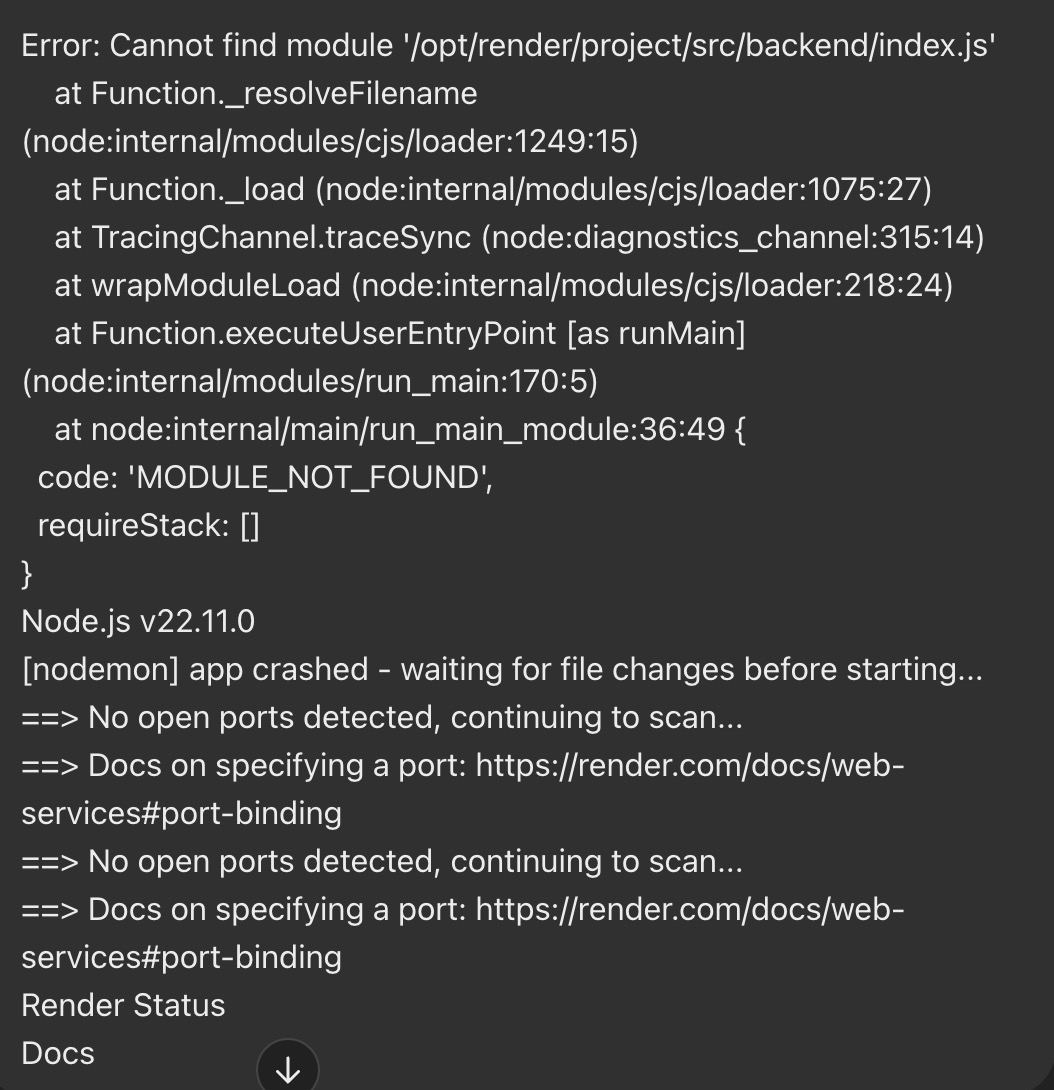 Error: Cannot find module '/opt/render/project/src/backend/index.js'
at Function._resolveFilename
(node:internal/modules/cjs/loader:1249:15)
at Function._load (node:internal/modules/cjs/loader:1075:27)
at TracingChannel.traceSync (node:diagnostics_channel:315:14)
at wrapModuleLoad (node:internal/modules/cjs/loader:218:24)
at Function.executeUserEntryPoint [as runMain]
(node:internal/modules/run_main:170:5)
at node:internal/main/run_main_module:36:49 {
code: 'MODULE_NOT_FOUND',
requireStack: []
}
Node.js v22.11.0
[nodemon] app crashed - waiting for file changes before starting...
==> No open ports detected, continuing to scan...
==> Docs on specifying a port: https://render.com/docs/web-
services#port-binding
==> No open ports detected, continuing to scan...
==> Docs on specifying a port: https://render.com/docs/web-
services#port-binding
Render Status
Docs